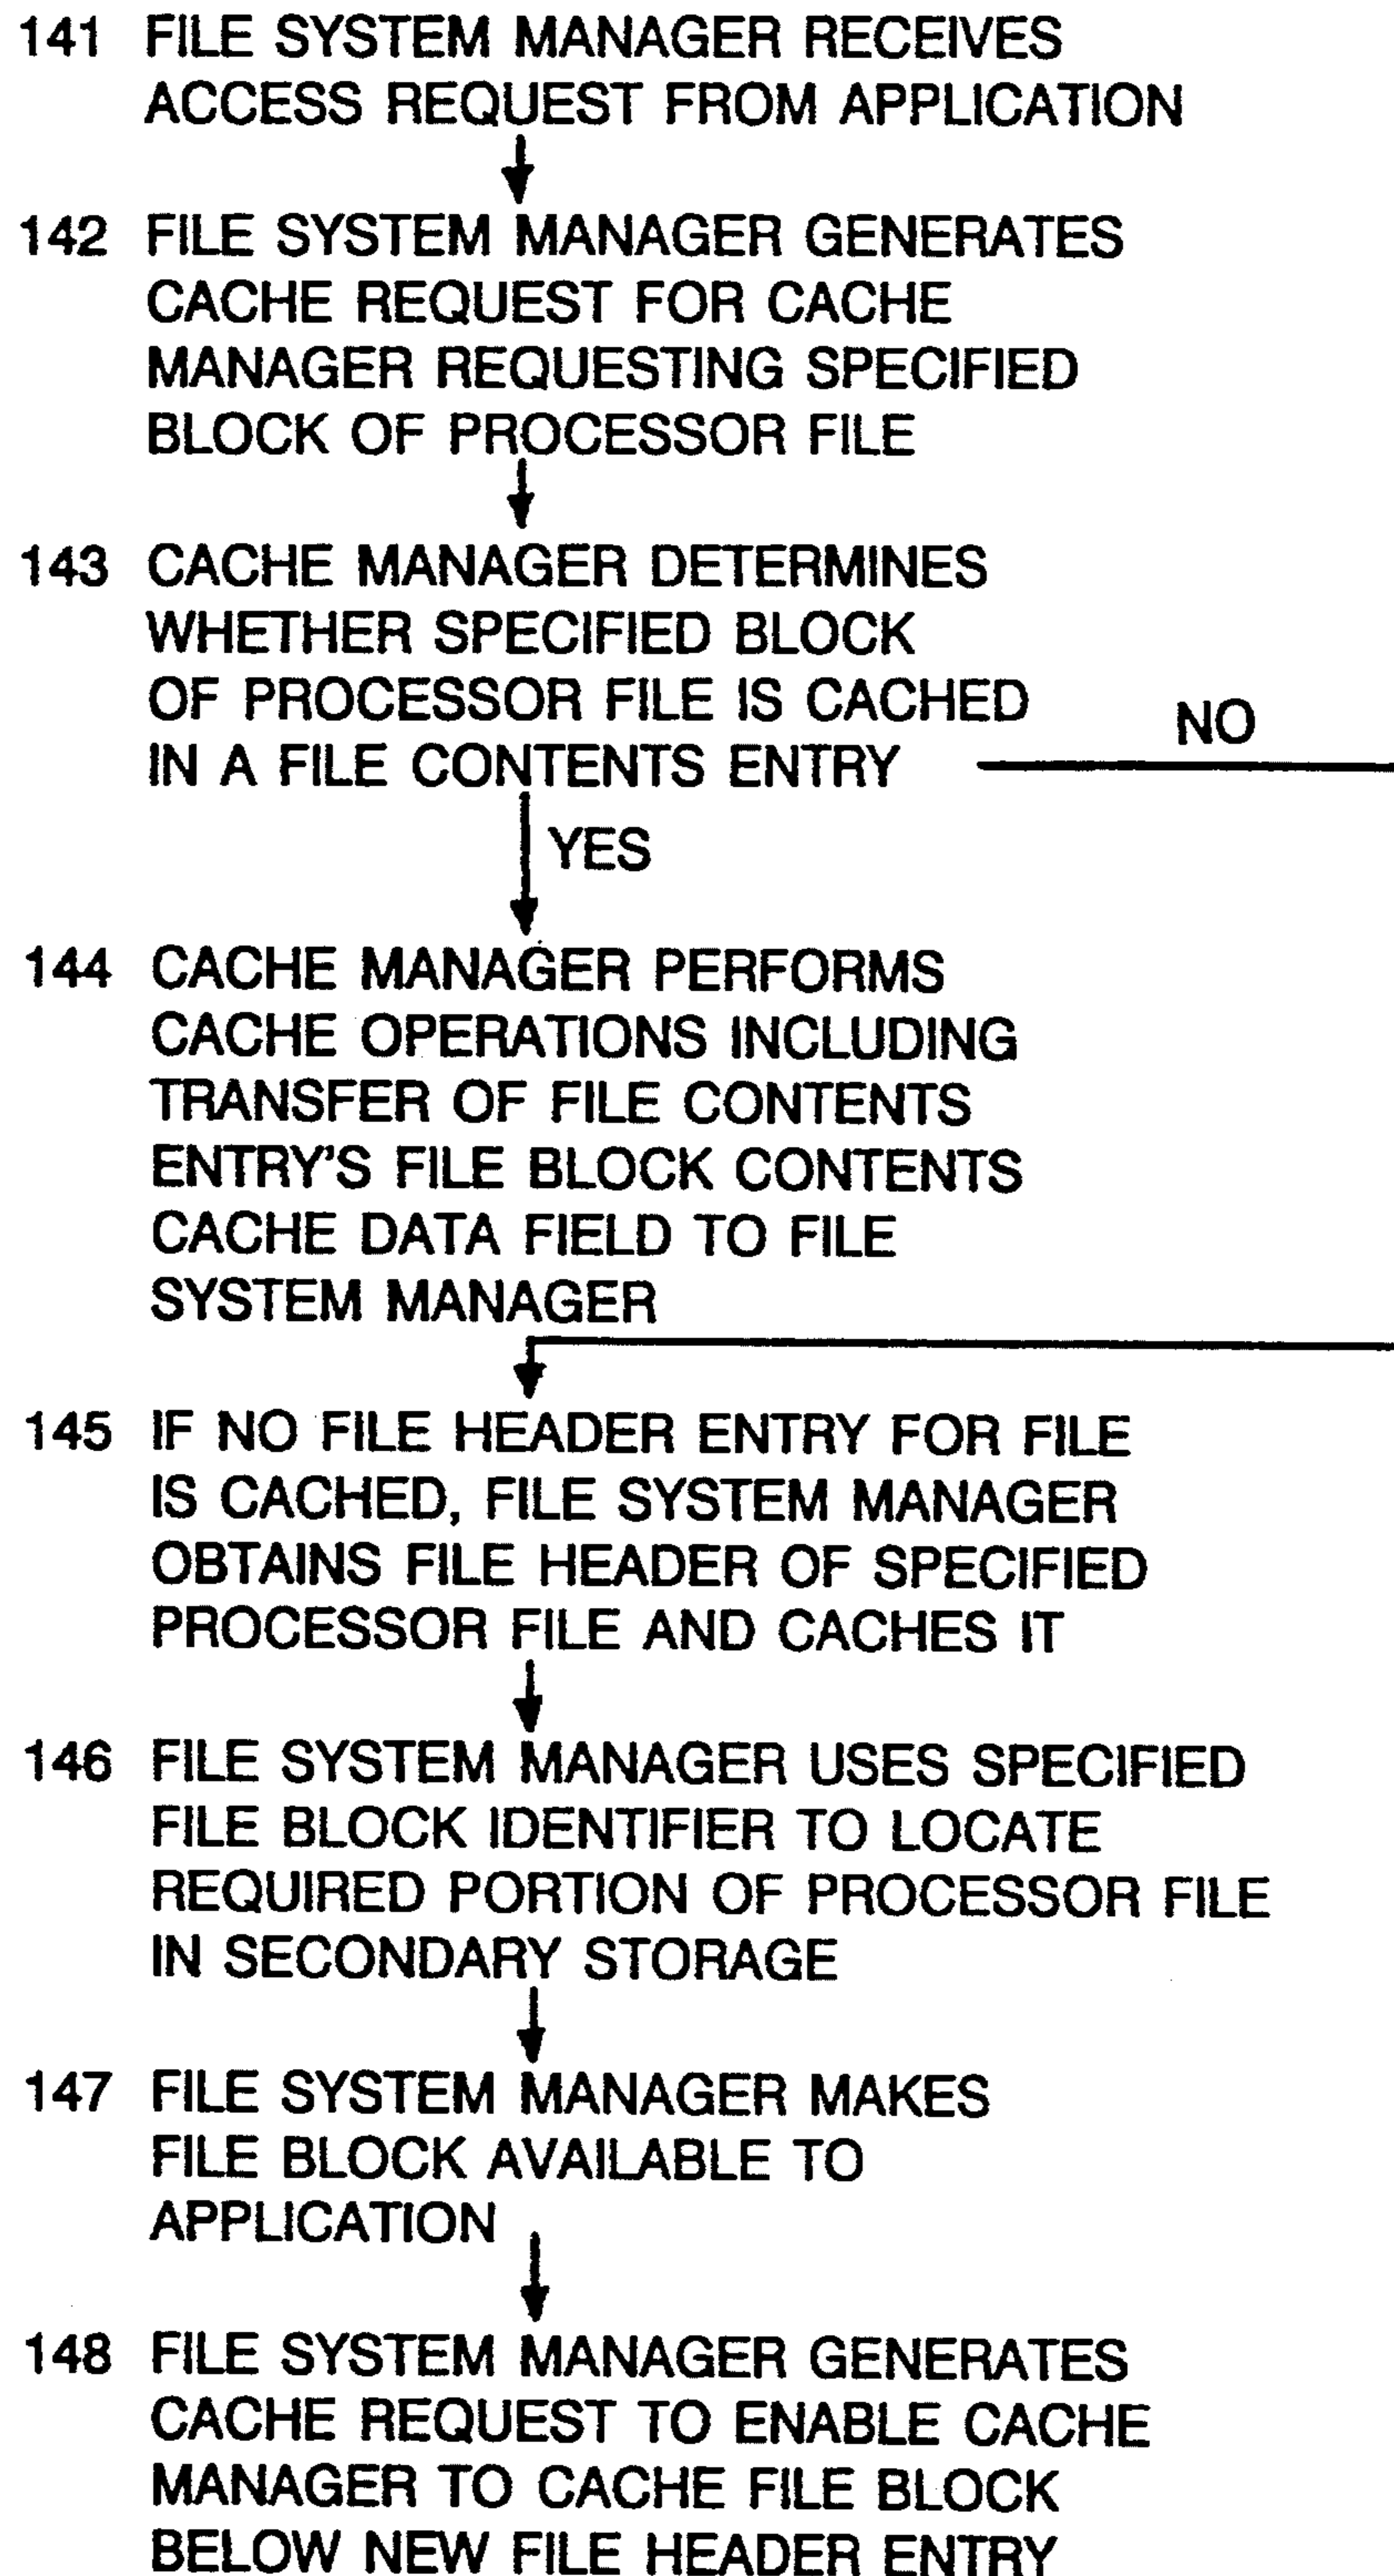 141 FILE SYSTEM MANAGER RECEIVES
ACCESS REQUEST FROM APPLICATION
142 FILE SYSTEM MANAGER GENERATES
CACHE REQUEST FOR CACHE
MANAGER REQUESTING SPECIFIED
BLOCK OF PROCESSOR FILE
143 CACHE MANAGER DETERMINES
WHETHER SPECIFIED BLOCK
OF PROCESSOR FILE IS CACHED
NO
IN A FILE CONTENTS ENTRY
YES
144 CACHE MANAGER PERFORMS
CACHE OPERATIONS INCLUDING
TRANSFER OF FILE CONTENTS
ENTRY'S FILE BLOCK CONTENTS
CACHE DATA FIELD TO FILE
SYSTEM MANAGER
145 IF NO FILE HEADER ENTRY FOR FILE
IS CACHED, FILE SYSTEM MANAGER
OBTAINS FILE HEADER OF SPECIFIED
PROCESSOR FILE AND CACHES IT
146 FILE SYSTEM MANAGER USES SPECIFIED
FILE BLOCK IDENTIFIER TO LOCATE
REQUIRED PORTION OF PROCESSOR FILE
IN SECONDARY STORAGE
147 FILE SYSTEM MANAGER MAKES
FILE BLOCK AVAILABLE TO
APPLICATION
148 FILE SYSTEM MANAGER GENERATES
CACHE REQUEST TO ENABLE CACHE
MANAGER TO CACHE FILE BLOCK
BELOW NEW FILE HEADER ENTRY